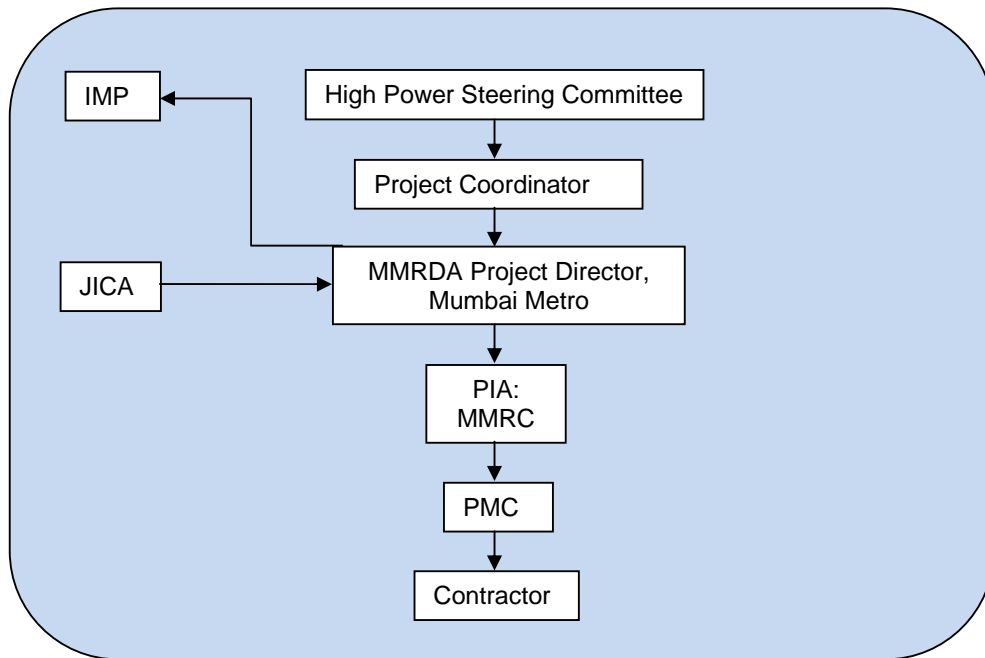 IMP
High Power Steering Committee
Project Coordinator
JICA
MMRDA Project Director,
Mumbai Metro
PIA:
MMRC
PMC
Contractor